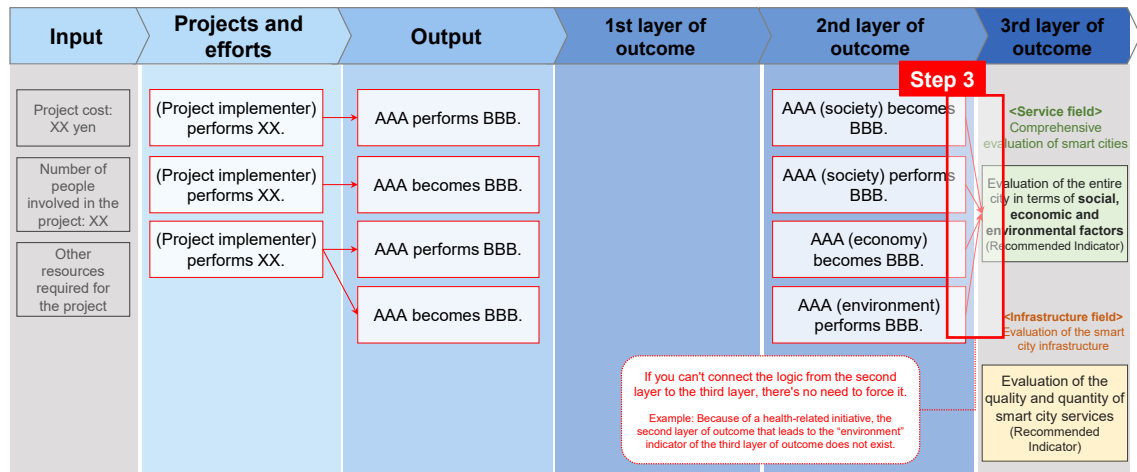 Input
Projects and
efforts
Output
1st layer of
outcome
2nd layer of
outcome
3rd layer of
outcome
Step 3
Project cost:
XX yen
Number of
people
involved in the
project: XX
Other
resources
required for
the project
(Project implementer)
performs XX.
(Project implementer)
performs XX.
(Project implementer)
performs XX.
AAA performs BBB.
AAA becomes BBB.
AAA performs BBB.
AAA becomes BBB.
AAA (society) becomes
BBB.
AAA (society) performs
BBB.
AAA (economy)
becomes BBB.
AAA (environment)
performs BBB.
<Service field>
Comprehensive
evaluation of smart cities
Evaluation of the entire
city in terms of social,
economic and
environmental factors
(Recommended Indicator)
<Infrastructure field>
Evaluation of the smart
city infrastructure
Evaluation of the
quality and quantity of
smart city services
(Recommended
Indicator)
If you can't connect the logic from the second
layer to the third layer, there's no need to force it.
Example: Because of a health-related initiative, the
second layer of outcome that leads to the “environment”
indicator of the third layer of outcome does not exist.